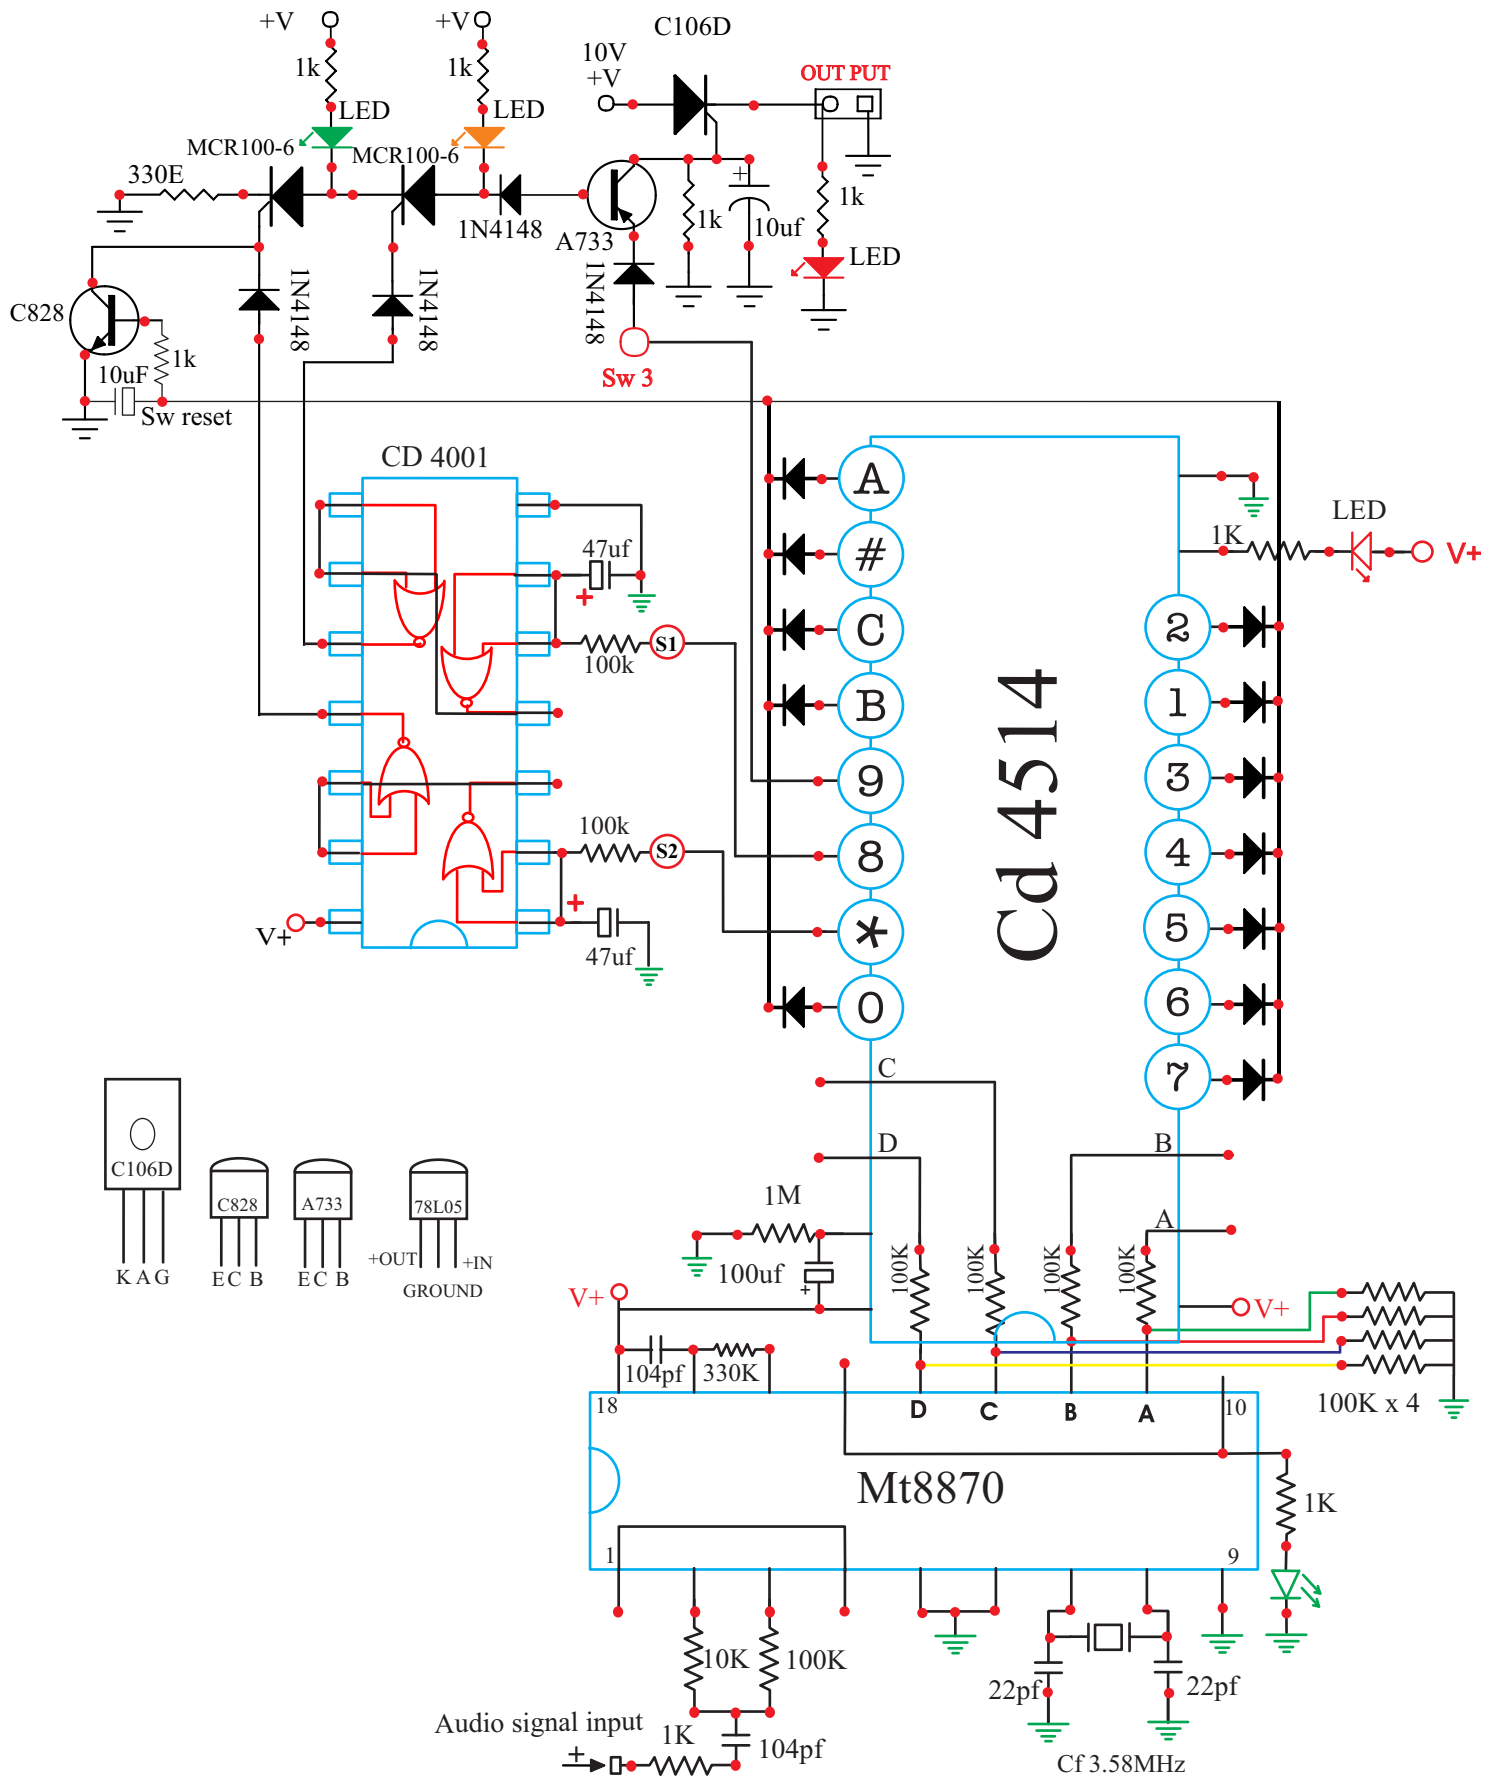 +V
+V
C106D
1k
1k
10V
+V
OUT PUT
LED
LED
MCR100-6
MCR100-6
330E
1N4148
A733
1k
10uf
1k
LED
1N4148
1N4148
1N4148
C828
1k
10uF
Sw reset
Sw 3
CD 4001
47uf
+
100k
S1
100k
S2
+
47uf
V+
A
#
C
B
9
8
*
0
Cd 4514
1K
LED
V+
2
1
3
4
5
6
7
C
D
B
A
1M
100uf
+
V+
100K
100K
100K
100K
V+
104pf
330K
100K x 4
18
D
C
B
A
10
Mt8870
1
9
1K
10K
100K
22pf
22pf
Cf 3.58MHz
Audio signal input
+
1K
104pf
C106D
K A G
C828
E C B
A733
E C B
78L05
+OUT
+IN
GROUND